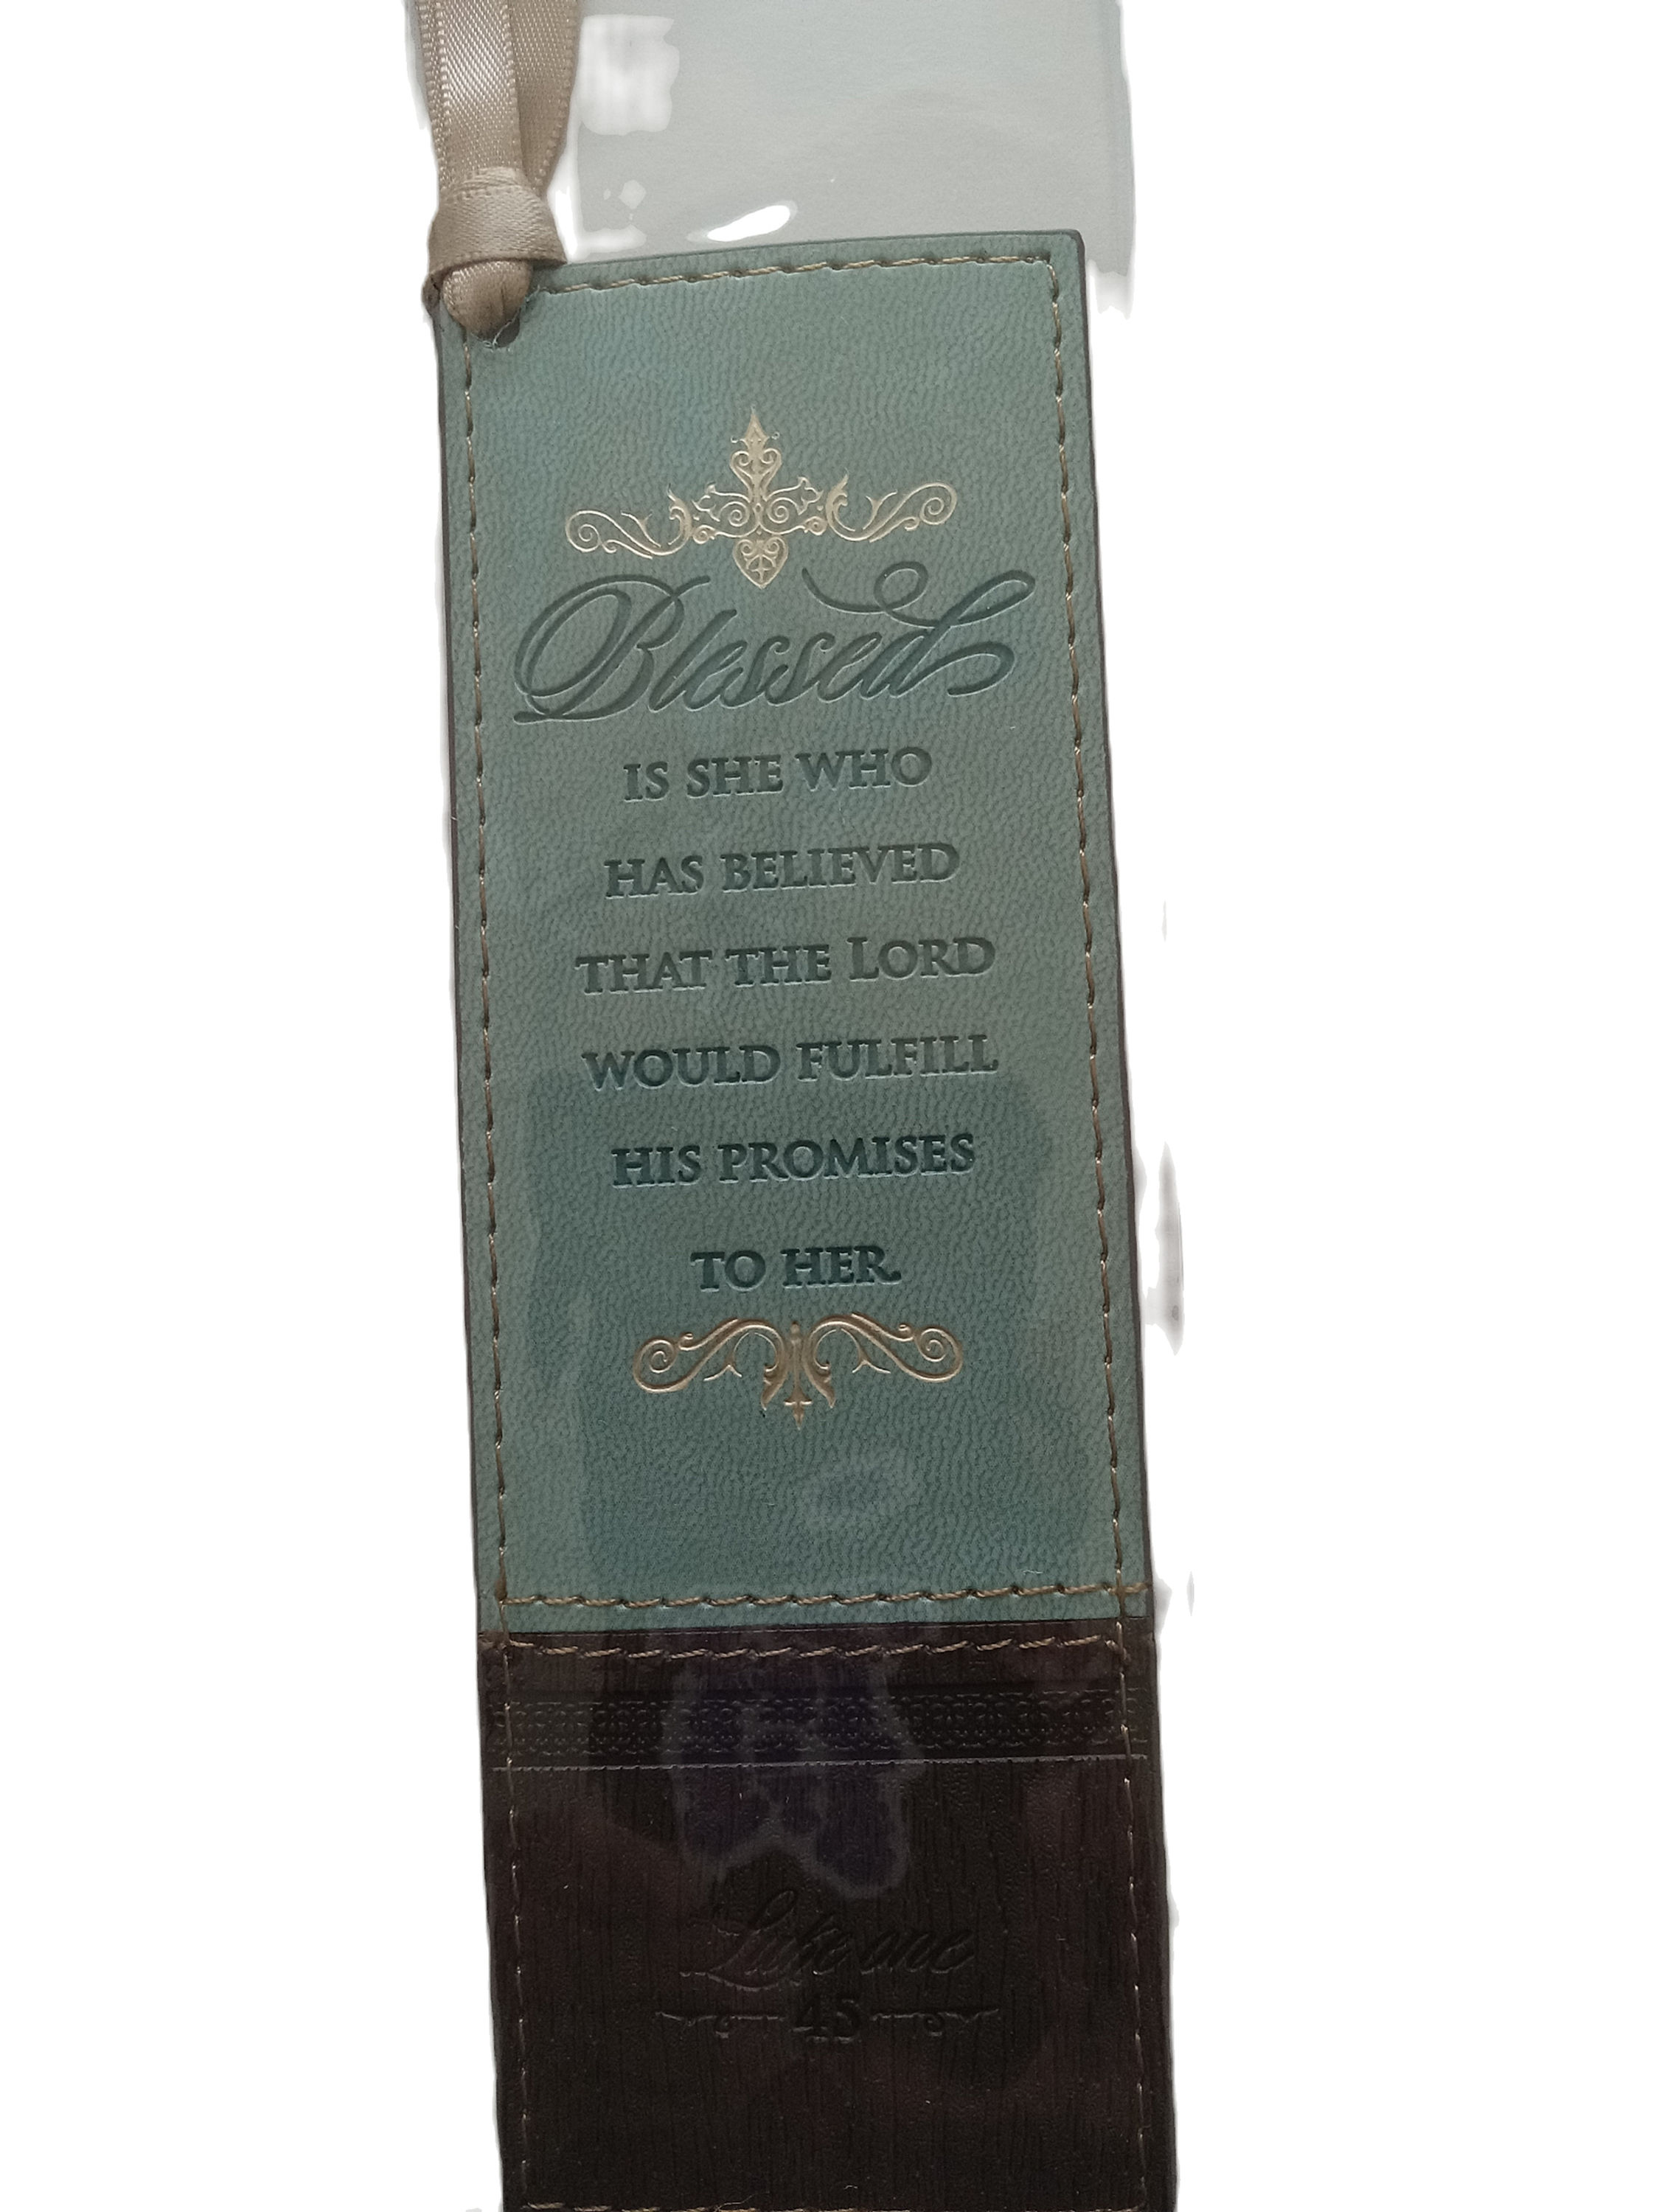 Blessed
IS SHE WHO
HAS BELIEVED
THAT THE LORD
WOULD FULFILL
HIS PROMISES
TO HER.
Luke one
45